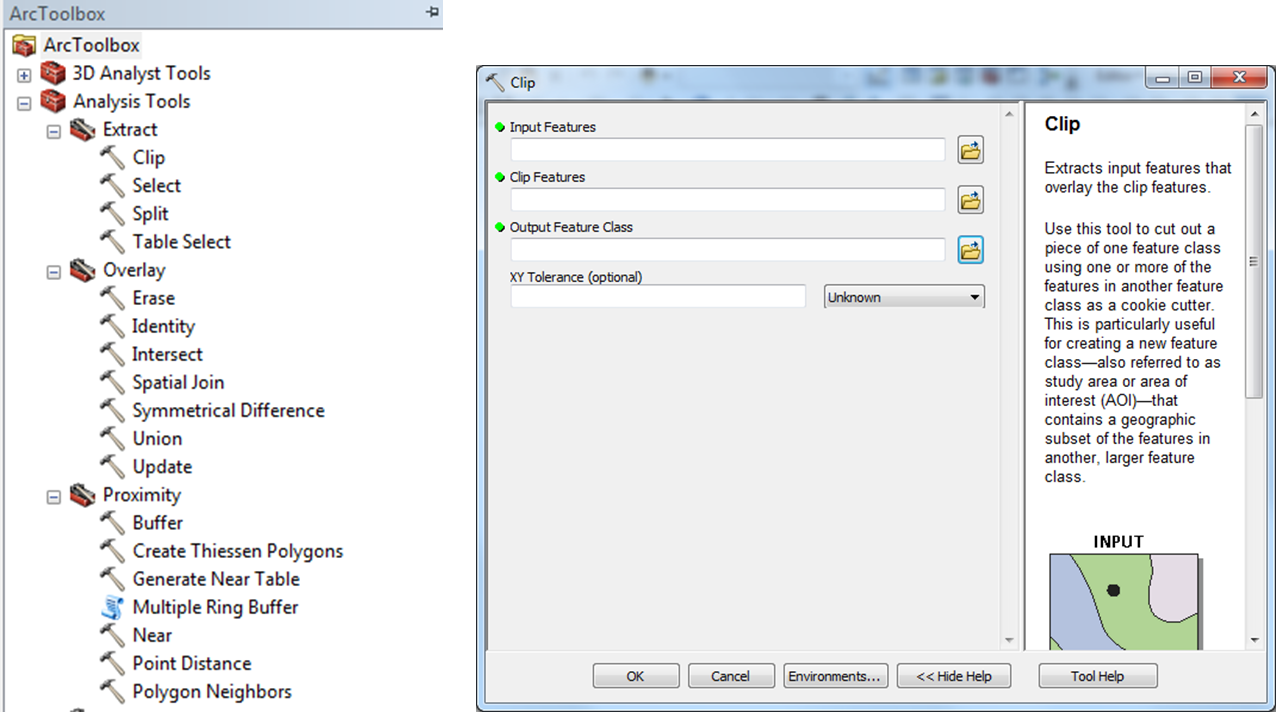 ArcToolbox
ArcToolbox
3D Analyst Tools
Analysis Tools
Extract
Clip
Select
Split
Table Select
Overlay
Erase
Identity
Intersect
Spatial Join
Symmetrical Difference
Union
Update
Proximity
Buffer
Create Thiessen Polygons
Generate Near Table
Multiple Ring Buffer
Near
Point Distance
Polygon Neighbors
Clip
Input Features
Clip Features
Output Feature Class
XY Tolerance (optional)
Unknown
Clip
Extracts input features that
overlay the clip features.
Use this tool to cut out a
piece of one feature class
using one or more of the
features in another feature
class as a cookie cutter.
This is particularly useful
for creating a new feature
class—also referred to as
study area or area of
interest (AOI)—that
contains a geographic
subset of the features in
another, larger feature
class.
INPUT
OK
Cancel
Environments...
<< Hide Help
Tool Help